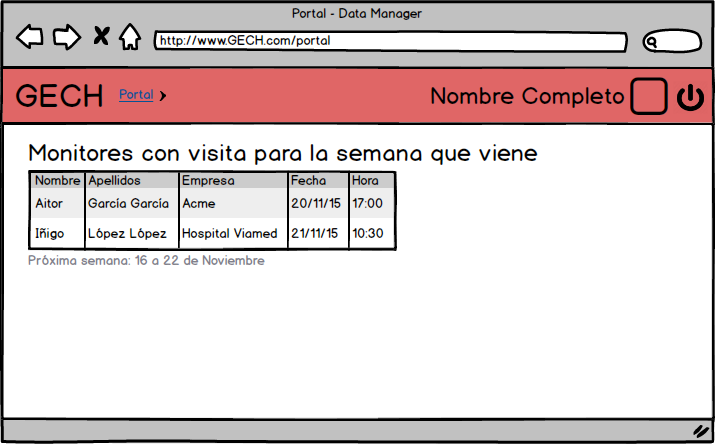 Portal - Data Manager
http://www.GECH.com/portal
GECH Portal Nombre Completo
Monitores con visita para la semana que viene
Nombre Apellidos Empresa Fecha Hora
Aitor García García Acme 20/11/15 17:00
Iñigo López López Hospital Viamed 21/11/15 10:30
Próxima semana: 16 a 22 de Noviembre